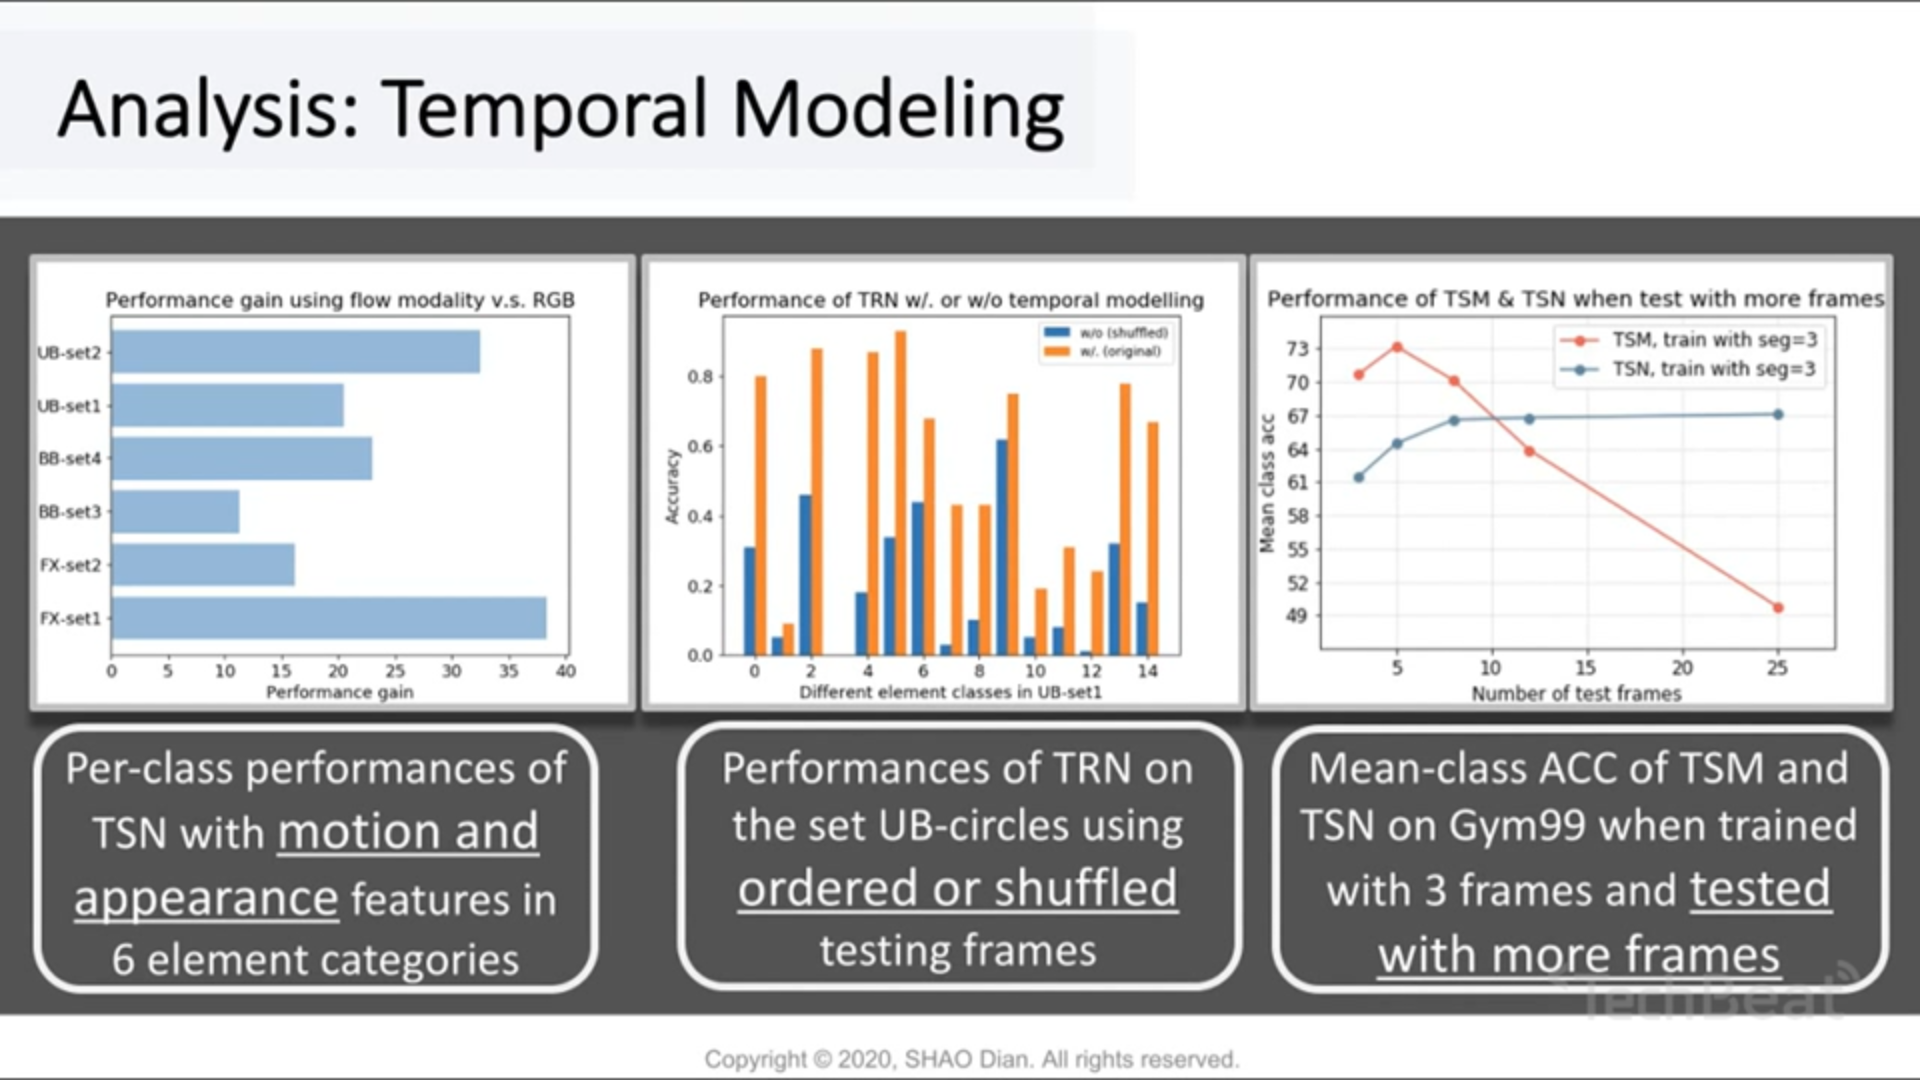 Analysis: Temporal Modeling
Performance gain using flow modality v.s. RGB
UB-set2
UB-set1
BB-set4
BB-set3
FX-set2
FX-set1
0 5 10 15 20 25 30 35 40
Performance gain
Performance of TRN w/. or w/o temporal modelling
w/o (shuffled)
w/. (original)
Accuracy
0.8
0.6
0.4
0.2
0.0
0 2 4 6 8 10 12 14
Different element classes in UB-set1
Performance of TSM & TSN when test with more frames
TSM, train with seg=3
TSN, train with seg=3
Mean class acc
73
70
67
64
61
58
55
52
49
5 10 15 20 25
Number of test frames
Per-class performances of
TSN with motion and
appearance features in
6 element categories
Performances of TRN on
the set UB-circles using
ordered or shuffled
testing frames
Mean-class ACC of TSM and
TSN on Gym99 when trained
with 3 frames and tested
with more frames
TechBeat
Copyright © 2020, SHAO Dian. All rights reserved.